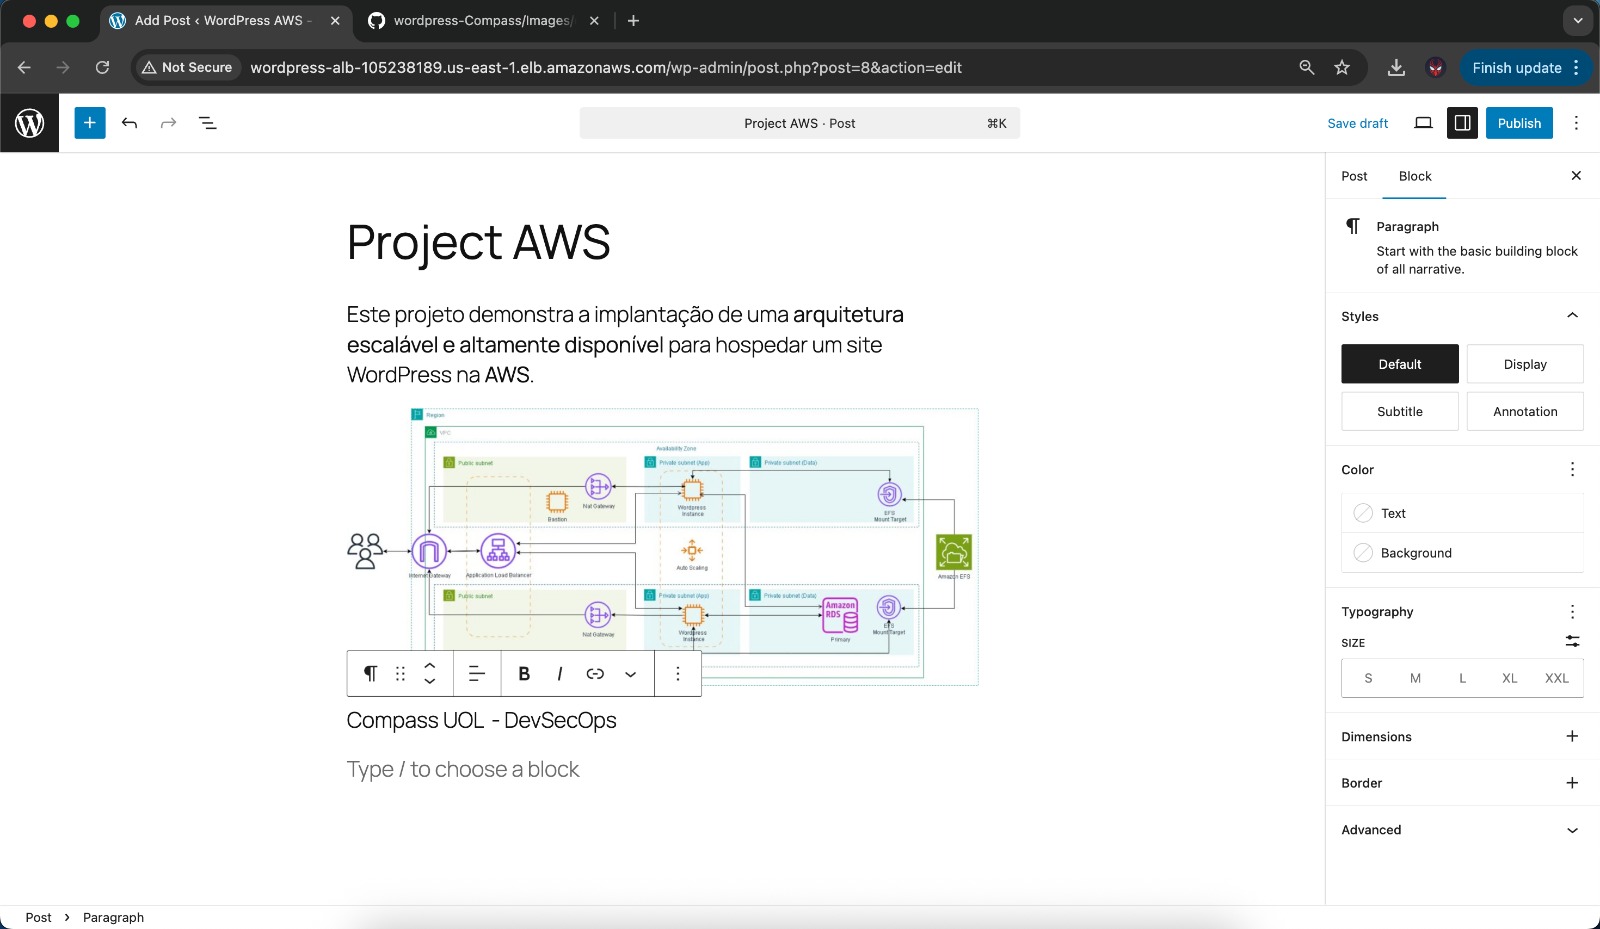 Add Post ‹ WordPress AWS -
wordpress-Compass/Images/
Not Secure
wordpress-alb-105238189.us-east-1.elb.amazonaws.com/wp-admin/post.php?post=8&action=edit
Finish update
Project AWS · Post
⌘K
Save draft
Publish
Post
Block
Paragraph
Start with the basic building block
of all narrative.
Styles
Default
Display
Subtitle
Annotation
Color
Text
Background
Typography
SIZE
S
M
L
XL
XXL
Dimensions
Border
Advanced
Project AWS
Este projeto demonstra a implantação de uma arquitetura
escalável e altamente disponível para hospedar um site
WordPress na AWS.
Region
VPC
Availability Zone
Public subnet
Private subnet (App)
Private subnet (Data)
Bastion
Nat Gateway
Wordpress
Instance
EFS
Mount Target
Internet Gateway
Application Load Balancer
Auto Scaling
Amazon EFS
Public subnet
Private subnet (App)
Private subnet (Data)
Nat Gateway
Wordpress
Instance
Amazon
RDS
Primary
EFS
Mount Target
B I
Compass UOL - DevSecOps
Type / to choose a block
Post › Paragraph